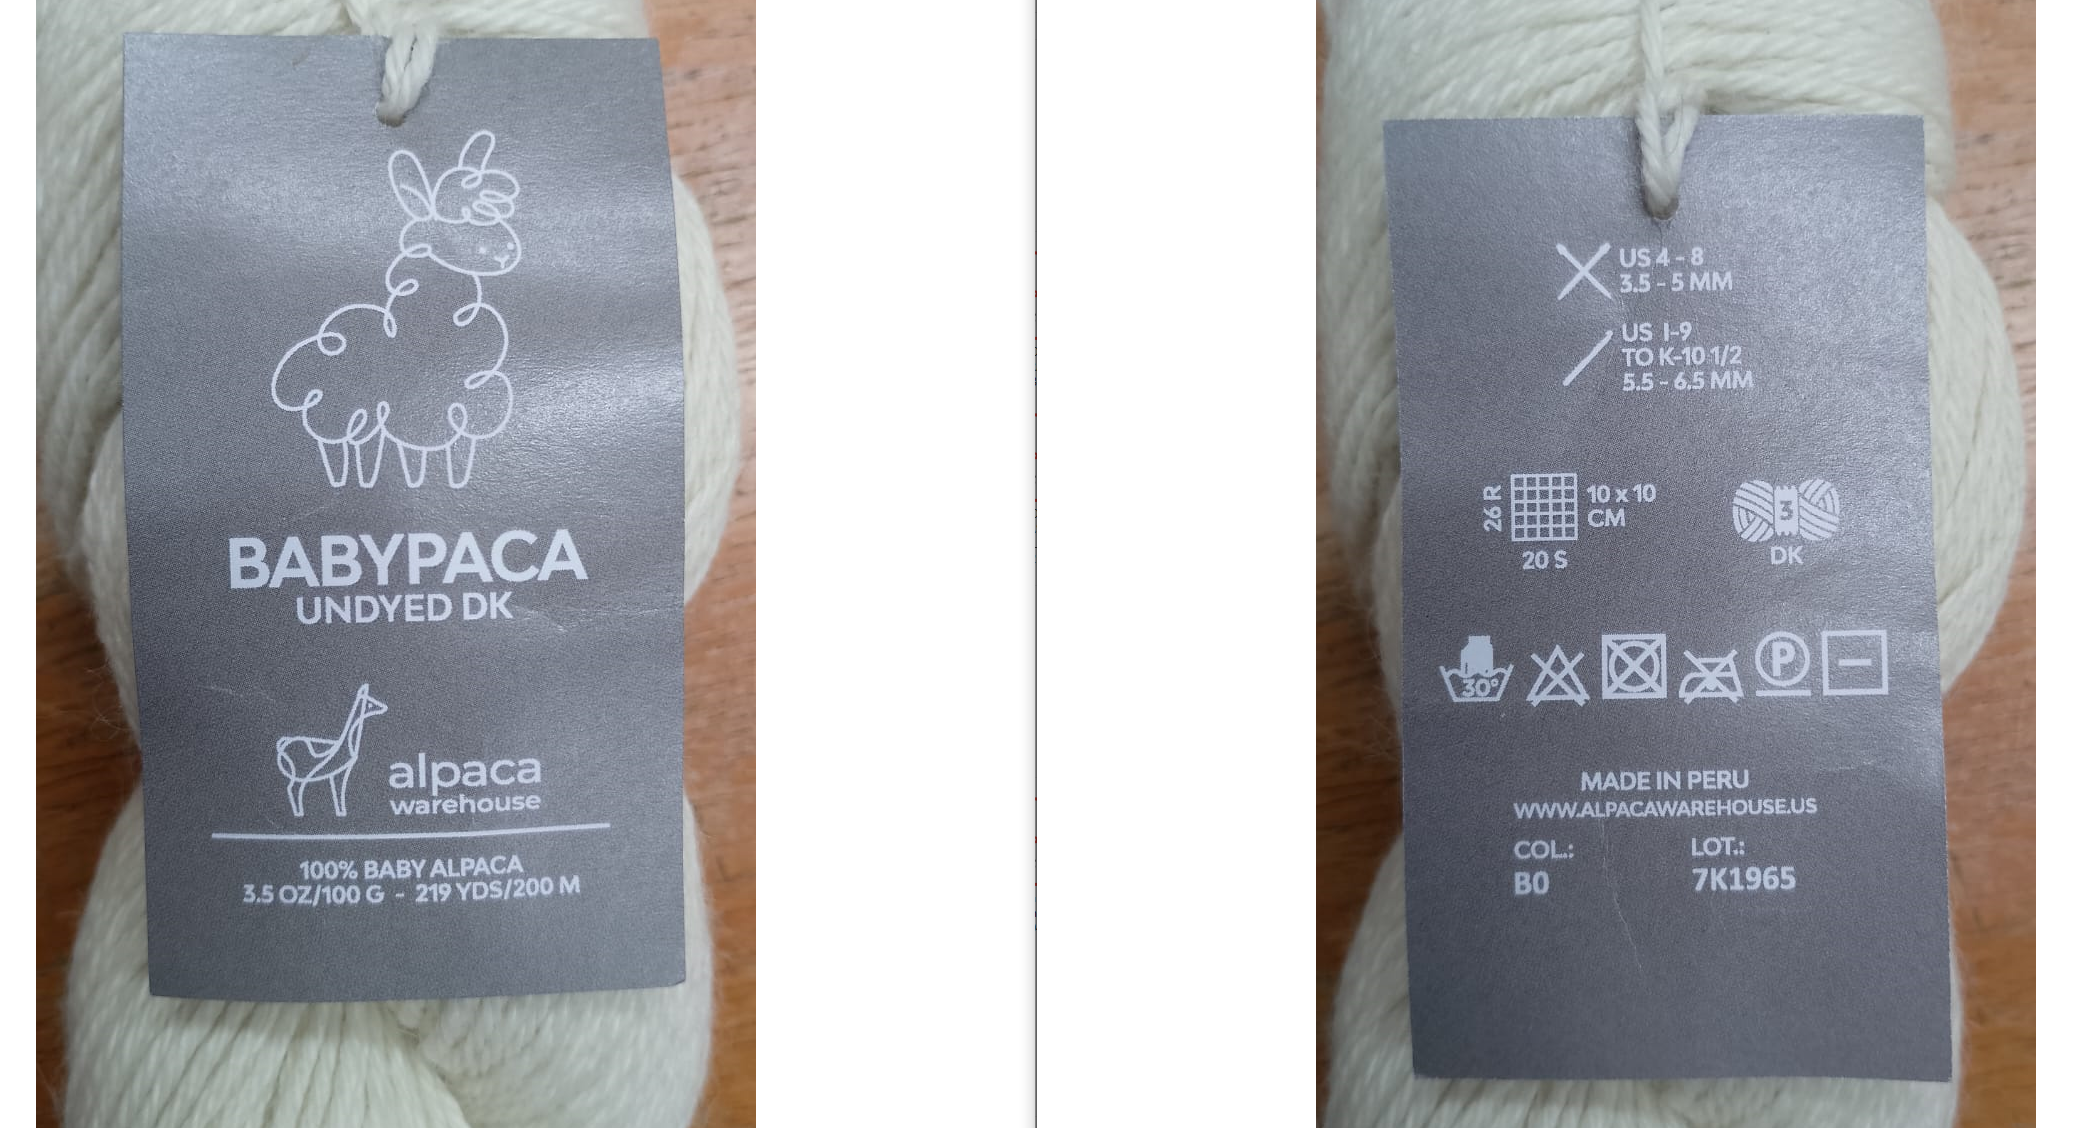 BABYPACA
UNDYED DK
alpaca
warehouse
100% BABY ALPACA
3.5 OZ/100 G - 219 YDS/200 M
US 4 - 8
3.5 - 5 MM
US I-9
TO K-10 1/2
5.5 - 6.5 MM
26 R
10 x 10
CM
20 S
3
DK
30°
P
MADE IN PERU
WWW.ALPACAWAREHOUSE.US
COL.:
B0
LOT.:
7K1965